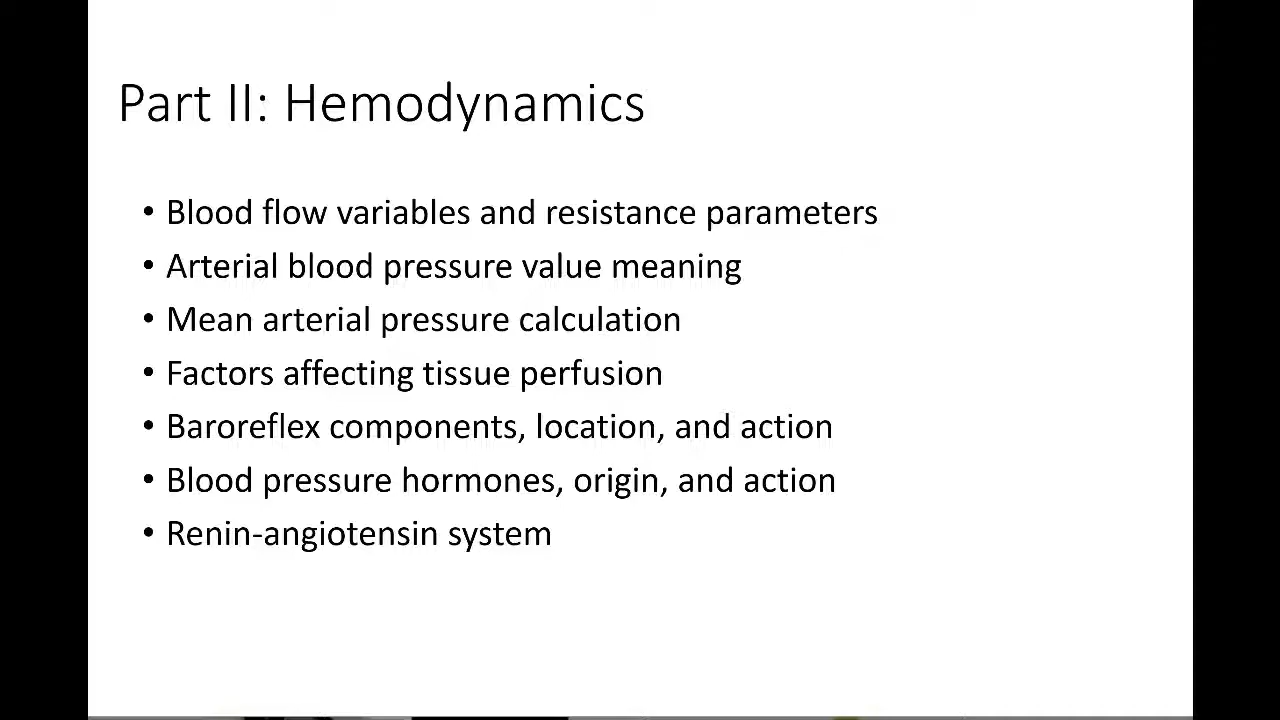 Part II: Hemodynamics
• Blood flow variables and resistance parameters
• Arterial blood pressure value meaning
• Mean arterial pressure calculation
• Factors affecting tissue perfusion
• Baroreflex components, location, and action
• Blood pressure hormones, origin, and action
• Renin-angiotensin system